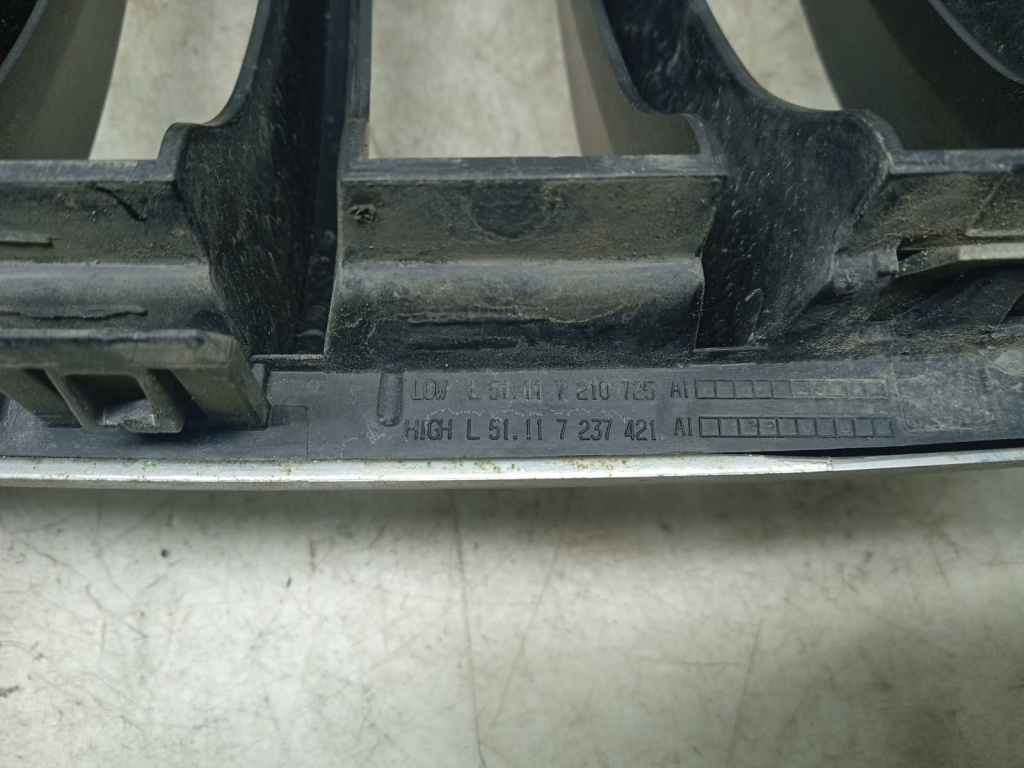 LOW L 51.11 7 210 725 AI
HIGH L 51.11 7 237 421 AI